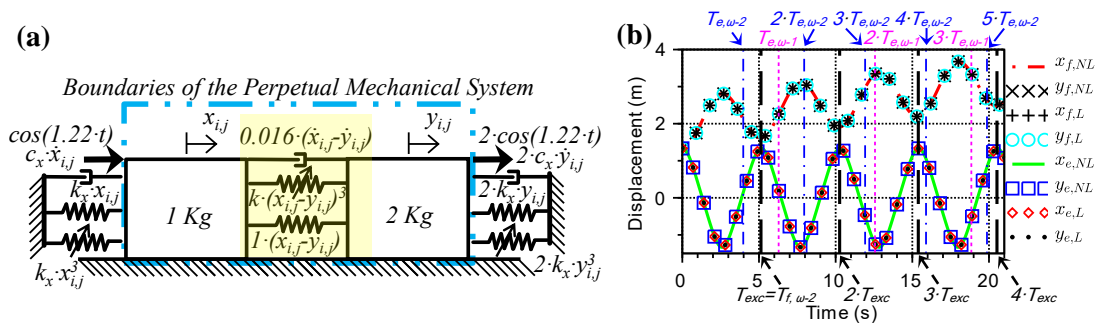 (a)
Boundaries of the Perpetual Mechanical System
cos(1.22·t)
x_{i,j}
0.016·(ẋ_{i,j}-ẏ_{i,j})
y_{i,j}
2·cos(1.22·t)
c_x·ẋ_{i,j}
2·c_x·ẏ_{i,j}
k_x·x_{i,j}
k·(x_{i,j}-y_{i,j})³
2·k_x·y_{i,j}
1 Kg
2 Kg
1·(x_{i,j}-y_{i,j})
k_x·x³_{i,j}
2·k_x·y³_{i,j}
(b)
T_{e,ω-2}
2·T_{e,ω-2}
3·T_{e,ω-2}
4·T_{e,ω-2}
5·T_{e,ω-2}
T_{e,ω-1}
2·T_{e,ω-1}
3·T_{e,ω-1}
Displacement (m)
4
2
0
0
5
10
15
20
T_{exc}=T_{f,ω-2}
2·T_{exc}
3·T_{exc}
4·T_{exc}
Time (s)
x_{f,NL}
y_{f,NL}
x_{f,L}
y_{f,L}
x_{e,NL}
y_{e,NL}
x_{e,L}
y_{e,L}